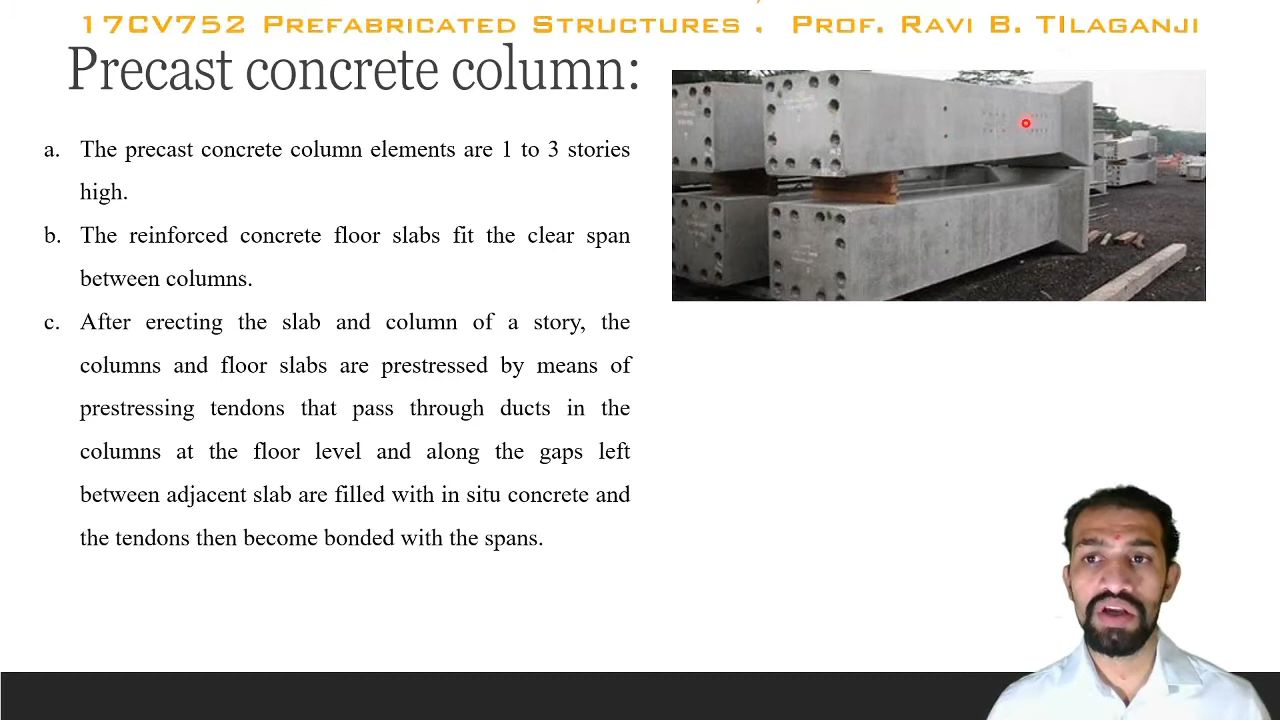 17CV752 Prefabricated Structures . Prof. Ravi B. TIlaganji
Precast concrete column:
a. The precast concrete column elements are 1 to 3 stories
high.
b. The reinforced concrete floor slabs fit the clear span
between columns.
c. After erecting the slab and column of a story, the
columns and floor slabs are prestressed by means of
prestressing tendons that pass through ducts in the
columns at the floor level and along the gaps left
between adjacent slab are filled with in situ concrete and
the tendons then become bonded with the spans.